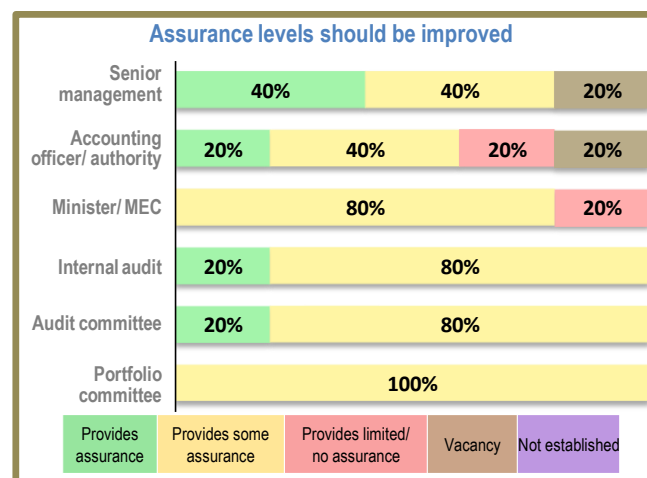 Assurance levels should be improved
Senior
management
40% 40% 20%
Accounting
officer/ authority
20% 40% 20% 20%
Minister/ MEC
80% 20%
Internal audit
20% 80%
Audit committee
20% 80%
Portfolio
committee
100%
Provides
assurance
Provides some
assurance
Provides limited/
no assurance
Vacancy
Not established